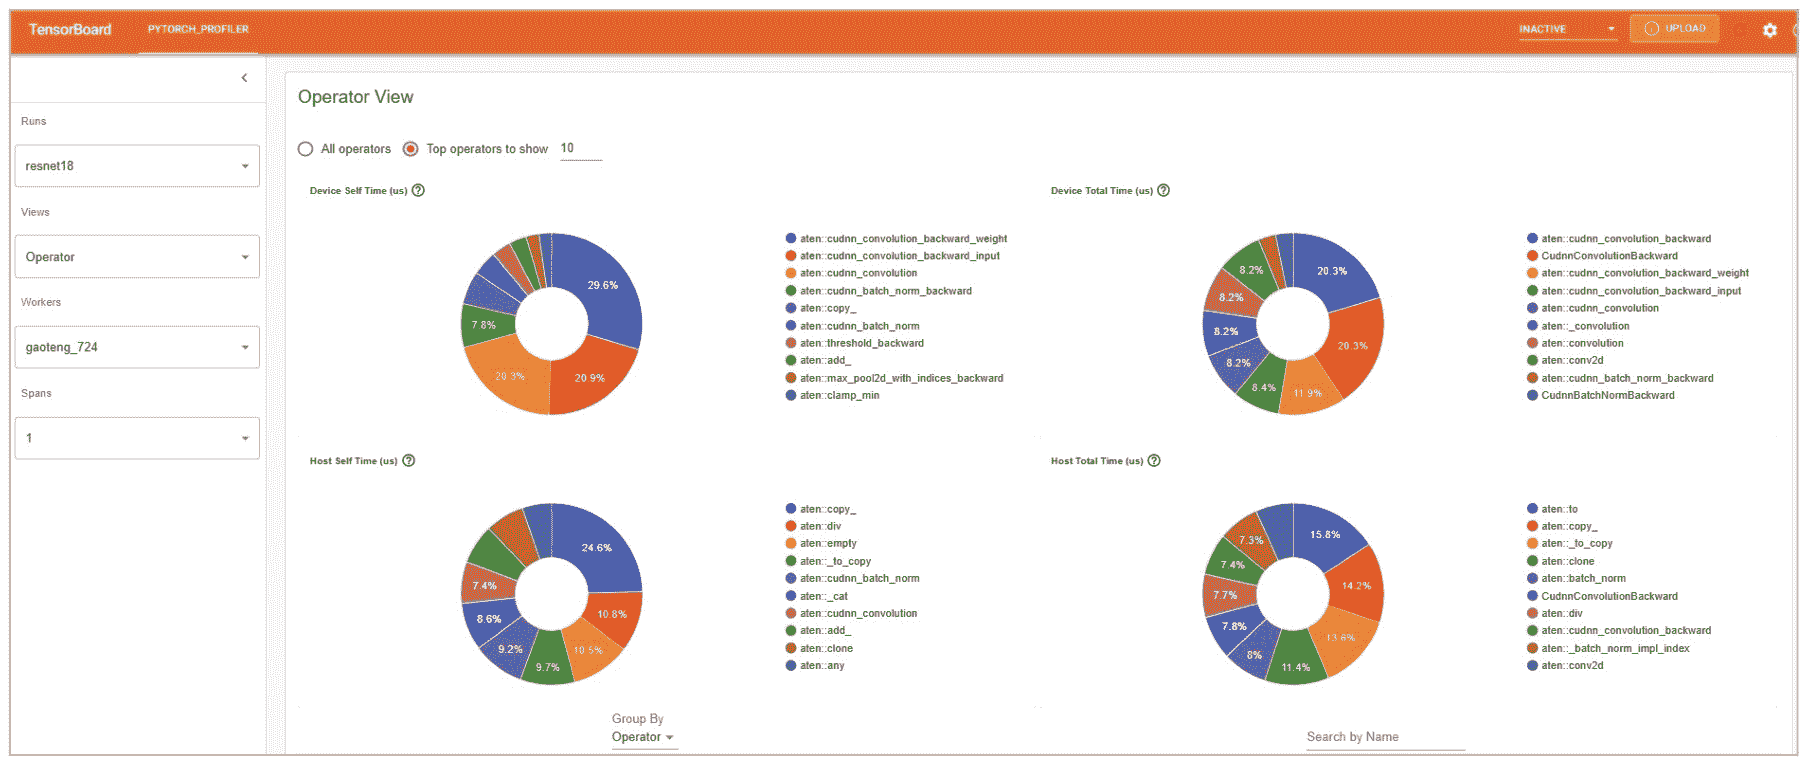 TensorBoard PYTORCH_PROFILER INACTIVE UPLOAD
Runs
resnet18
Views
Operator
Workers
gaoteng_724
Spans
1
Operator View
All operators Top operators to show 10
Device Self Time (us)
29.6%
20.9%
20.3%
7.8%
aten::cudnn_convolution_backward_weight
aten::cudnn_convolution_backward_input
aten::cudnn_convolution
aten::cudnn_batch_norm_backward
aten::copy_
aten::cudnn_batch_norm
aten::threshold_backward
aten::add_
aten::max_pool2d_with_indices_backward
aten::clamp_min
Device Total Time (us)
20.3%
20.3%
11.9%
8.4%
8.2%
8.2%
8.2%
8.2%
aten::cudnn_convolution_backward
CudnnConvolutionBackward
aten::cudnn_convolution_backward_weight
aten::cudnn_convolution_backward_input
aten::cudnn_convolution
aten::_convolution
aten::convolution
aten::conv2d
aten::cudnn_batch_norm_backward
CudnnBatchNormBackward
Host Self Time (us)
24.6%
10.8%
10.5%
9.7%
9.2%
8.6%
7.4%
aten::copy_
aten::div
aten::empty
aten::_to_copy
aten::cudnn_batch_norm
aten::_cat
aten::cudnn_convolution
aten::add_
aten::clone
aten::any
Host Total Time (us)
15.8%
14.2%
13.6%
11.4%
8%
7.8%
7.7%
7.4%
7.3%
aten::to
aten::copy_
aten::_to_copy
aten::clone
aten::batch_norm
CudnnConvolutionBackward
aten::div
aten::cudnn_convolution_backward
aten::_batch_norm_impl_index
aten::conv2d
Group By
Operator
Search by Name